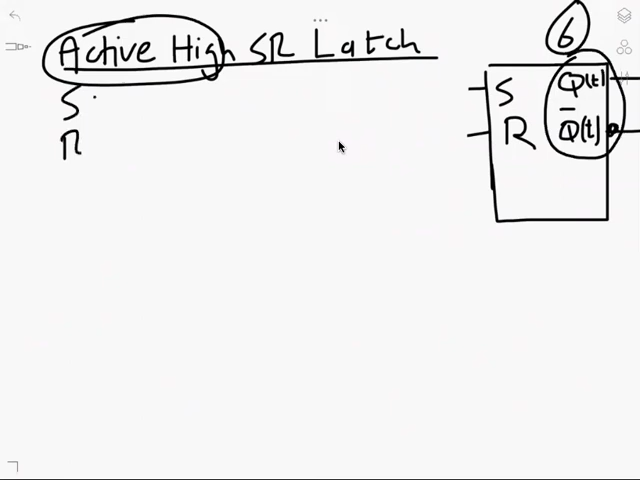 Active High SR Latch
S
R
6
S Q(t)
R Q̅(t)